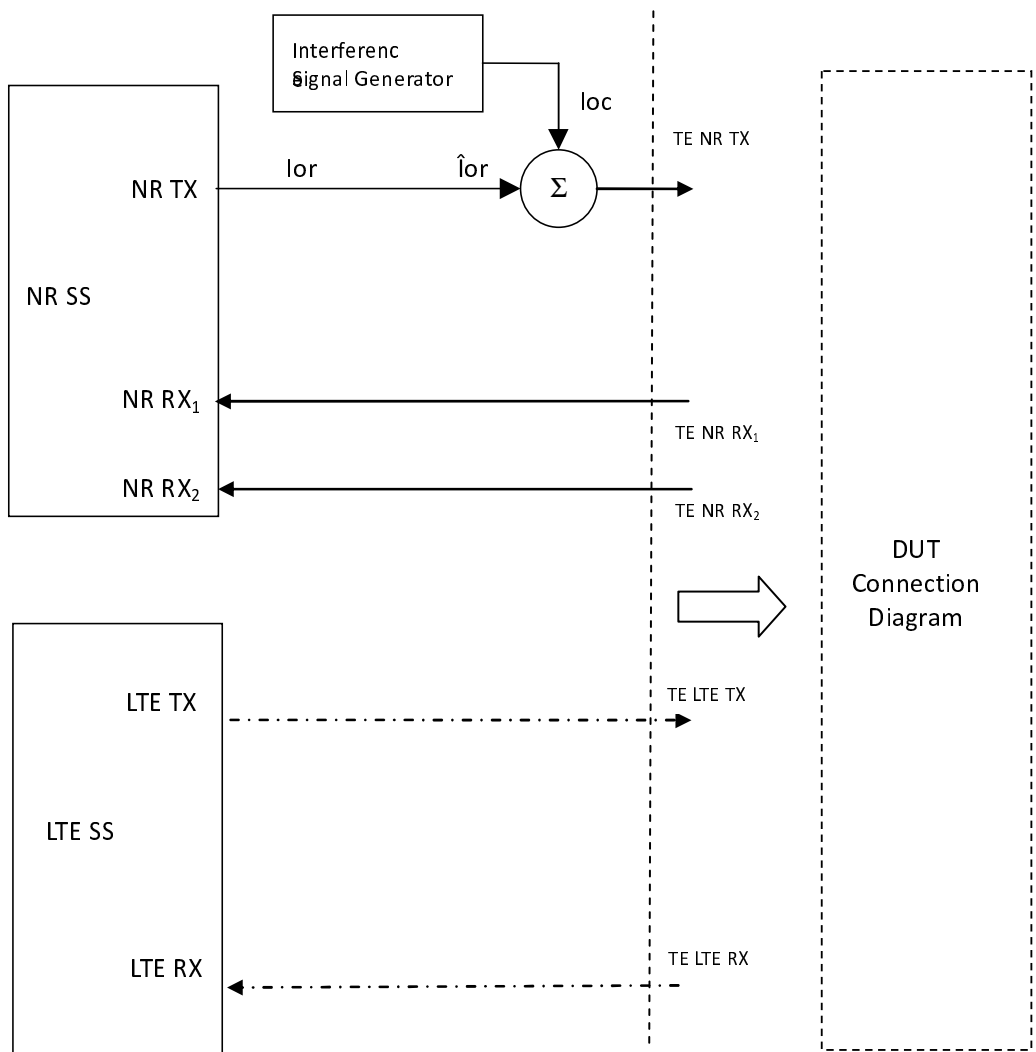 Interferenc
Signal Generator
Ioc
TE NR TX
NR TX
Ior
Îor
Σ
NR SS
NR RX₁
TE NR RX₁
NR RX₂
TE NR RX₂
DUT
Connection
Diagram
LTE TX
TE LTE TX
LTE SS
LTE RX
TE LTE RX